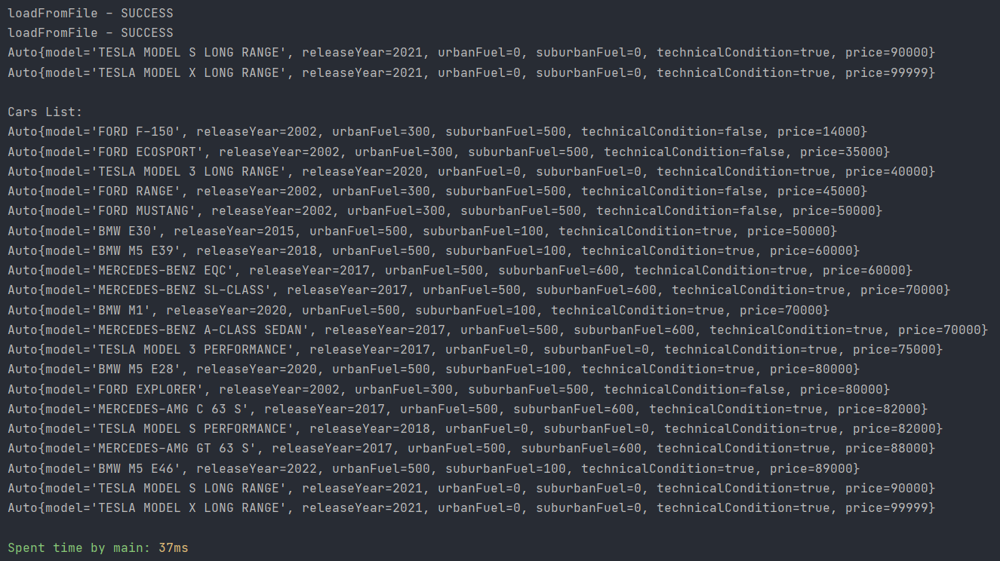 loadFromFile - SUCCESS
loadFromFile - SUCCESS
Auto{model='TESLA MODEL S LONG RANGE', releaseYear=2021, urbanFuel=0, suburbanFuel=0, technicalCondition=true, price=90000}
Auto{model='TESLA MODEL X LONG RANGE', releaseYear=2021, urbanFuel=0, suburbanFuel=0, technicalCondition=true, price=99999}
Cars List:
Auto{model='FORD F-150', releaseYear=2002, urbanFuel=300, suburbanFuel=500, technicalCondition=false, price=14000}
Auto{model='FORD ECOSPORT', releaseYear=2002, urbanFuel=300, suburbanFuel=500, technicalCondition=false, price=35000}
Auto{model='TESLA MODEL 3 LONG RANGE', releaseYear=2020, urbanFuel=0, suburbanFuel=0, technicalCondition=true, price=40000}
Auto{model='FORD RANGE', releaseYear=2002, urbanFuel=300, suburbanFuel=500, technicalCondition=false, price=45000}
Auto{model='FORD MUSTANG', releaseYear=2002, urbanFuel=300, suburbanFuel=500, technicalCondition=false, price=50000}
Auto{model='BMW E30', releaseYear=2015, urbanFuel=500, suburbanFuel=100, technicalCondition=true, price=50000}
Auto{model='BMW M5 E39', releaseYear=2018, urbanFuel=500, suburbanFuel=100, technicalCondition=true, price=60000}
Auto{model='MERCEDES-BENZ EQC', releaseYear=2017, urbanFuel=500, suburbanFuel=600, technicalCondition=true, price=60000}
Auto{model='MERCEDES-BENZ SL-CLASS', releaseYear=2017, urbanFuel=500, suburbanFuel=600, technicalCondition=true, price=70000}
Auto{model='BMW M1', releaseYear=2020, urbanFuel=500, suburbanFuel=100, technicalCondition=true, price=70000}
Auto{model='MERCEDES-BENZ A-CLASS SEDAN', releaseYear=2017, urbanFuel=500, suburbanFuel=600, technicalCondition=true, price=70000}
Auto{model='TESLA MODEL 3 PERFORMANCE', releaseYear=2017, urbanFuel=0, suburbanFuel=0, technicalCondition=true, price=75000}
Auto{model='BMW M5 E28', releaseYear=2020, urbanFuel=500, suburbanFuel=100, technicalCondition=true, price=80000}
Auto{model='FORD EXPLORER', releaseYear=2002, urbanFuel=300, suburbanFuel=500, technicalCondition=false, price=80000}
Auto{model='MERCEDES-AMG C 63 S', releaseYear=2017, urbanFuel=500, suburbanFuel=600, technicalCondition=true, price=82000}
Auto{model='TESLA MODEL S PERFORMANCE', releaseYear=2018, urbanFuel=0, suburbanFuel=0, technicalCondition=true, price=82000}
Auto{model='MERCEDES-AMG GT 63 S', releaseYear=2017, urbanFuel=500, suburbanFuel=600, technicalCondition=true, price=88000}
Auto{model='BMW M5 E46', releaseYear=2022, urbanFuel=500, suburbanFuel=100, technicalCondition=true, price=89000}
Auto{model='TESLA MODEL S LONG RANGE', releaseYear=2021, urbanFuel=0, suburbanFuel=0, technicalCondition=true, price=90000}
Auto{model='TESLA MODEL X LONG RANGE', releaseYear=2021, urbanFuel=0, suburbanFuel=0, technicalCondition=true, price=99999}
Spent time by main: 37ms